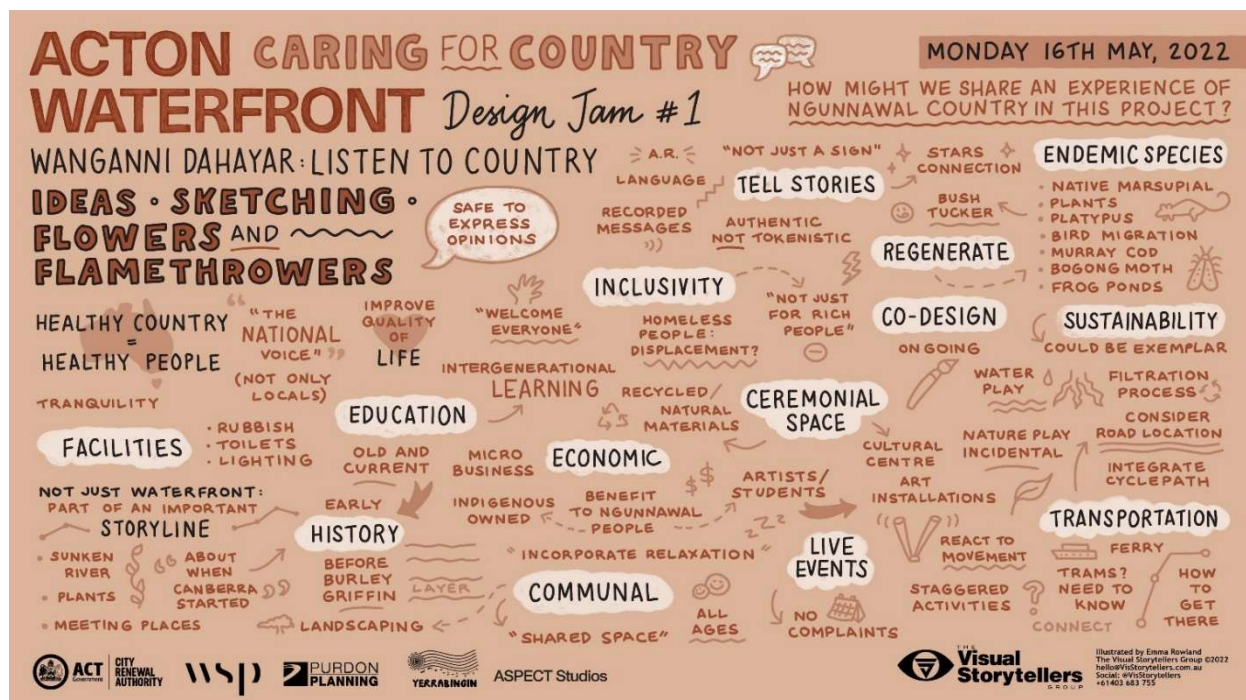 ACTON
WATERFRONT
CARING FOR COUNTRY
Design Jam #1
MONDAY 16TH MAY, 2022
HOW MIGHT WE SHARE AN EXPERIENCE OF
NGUNNAWAL COUNTRY IN THIS PROJECT?
WANGANNI DAHAYAR: LISTEN TO COUNTRY
IDEAS • SKETCHING •
FLOWERS AND
FLAMETHROWERS
SAFE TO
EXPRESS
OPINIONS
A.R.
LANGUAGE
RECORDED
MESSAGES
"NOT JUST A SIGN"
TELL STORIES
AUTHENTIC
NOT TOKENISTIC
STARS
CONNECTION
BUSH
TUCKER
REGENERATE
ENDEMIC SPECIES
• NATIVE MARSUPIAL
• PLANTS
• PLATYPUS
• BIRD MIGRATION
• MURRAY COD
• BOGONG MOTH
• FROG PONDS
HEALTHY COUNTRY
=
HEALTHY PEOPLE
TRANQUILITY
"THE
NATIONAL
VOICE"
(NOT ONLY
LOCALS)
IMPROVE
QUALITY
OF
LIFE
INCLUSIVITY
"WELCOME
EVERYONE"
HOMELESS
PEOPLE:
DISPLACEMENT?
"NOT JUST
FOR RICH
PEOPLE"
CO-DESIGN
ONGOING
SUSTAINABILITY
COULD BE EXEMPLAR
WATER
PLAY
FILTRATION
PROCESS
CONSIDER
ROAD LOCATION
INTEGRATE
CYCLEPATH
NATURE PLAY
INCIDENTAL
FACILITIES
• RUBBISH
• TOILETS
• LIGHTING
EDUCATION
INTERGENERATIONAL
LEARNING
OLD AND
CURRENT
RECYCLED/
NATURAL
MATERIALS
CEREMONIAL
SPACE
CULTURAL
CENTRE
ART
INSTALLATIONS
REACT TO
MOVEMENT
ECONOMIC
MICRO
BUSINESS
INDIGENOUS
OWNED
BENEFIT
TO NGUNNAWAL
PEOPLE
$$
ARTISTS/
STUDENTS
NOT JUST WATERFRONT:
PART OF AN IMPORTANT
STORYLINE
• SUNKEN
RIVER
• PLANTS
• MEETING PLACES
ABOUT
WHEN
CANBERRA
STARTED
EARLY
HISTORY
BEFORE
BURLEY
GRIFFIN
LAYER
LANDSCAPING
ZZZ
"INCORPORATE RELAXATION"
COMMUNAL
"SHARED SPACE"
ALL
AGES
LIVE
EVENTS
NO
COMPLAINTS
STAGGERED
ACTIVITIES
TRANSPORTATION
FERRY
TRAMS?
NEED TO
KNOW
?
CONNECT
HOW
TO
GET
THERE
ACT
Government
CITY
RENEWAL
AUTHORITY
wsp
PURDON
PLANNING
YERRABINGIN
ASPECT Studios
THE
Visual
Storytellers
GROUP
Illustrated by Emma Rowland
The Visual Storytellers Group ©2022
hello@VisStorytellers.com.au
Social: @VisStorytellers
+61403 683 755